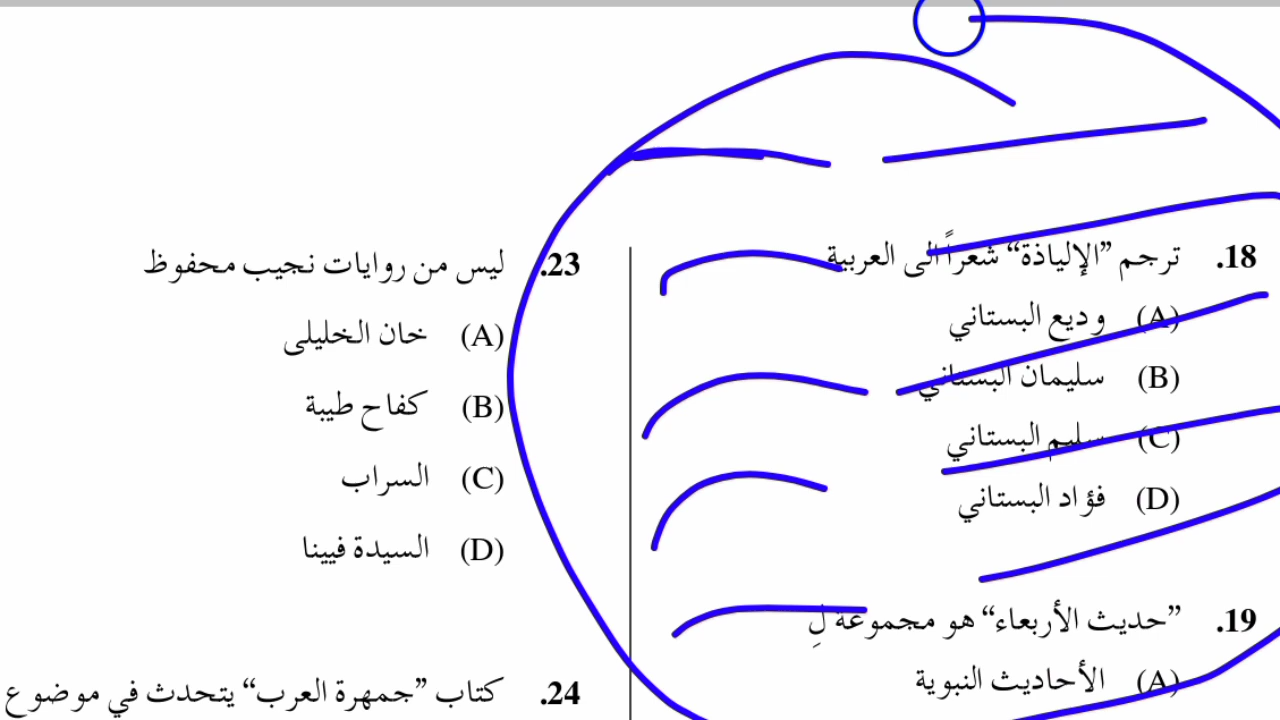 18. ترجم ”الإلياذة“ شعراً الى العربية
(A) وديع البستاني
(B) سليمان البستاني
(C) سليم البستاني
(D) فؤاد البستاني
19. ”حديث الأربعاء“ هو مجموعة لِ
(A) الأحاديث النبوية
23. ليس من روايات نجيب محفوظ
(A) خان الخليلى
(B) كفاح طيبة
(C) السراب
(D) السيدة فيينا
24. كتاب ”جمهرة العرب“ يتحدث في موضوع